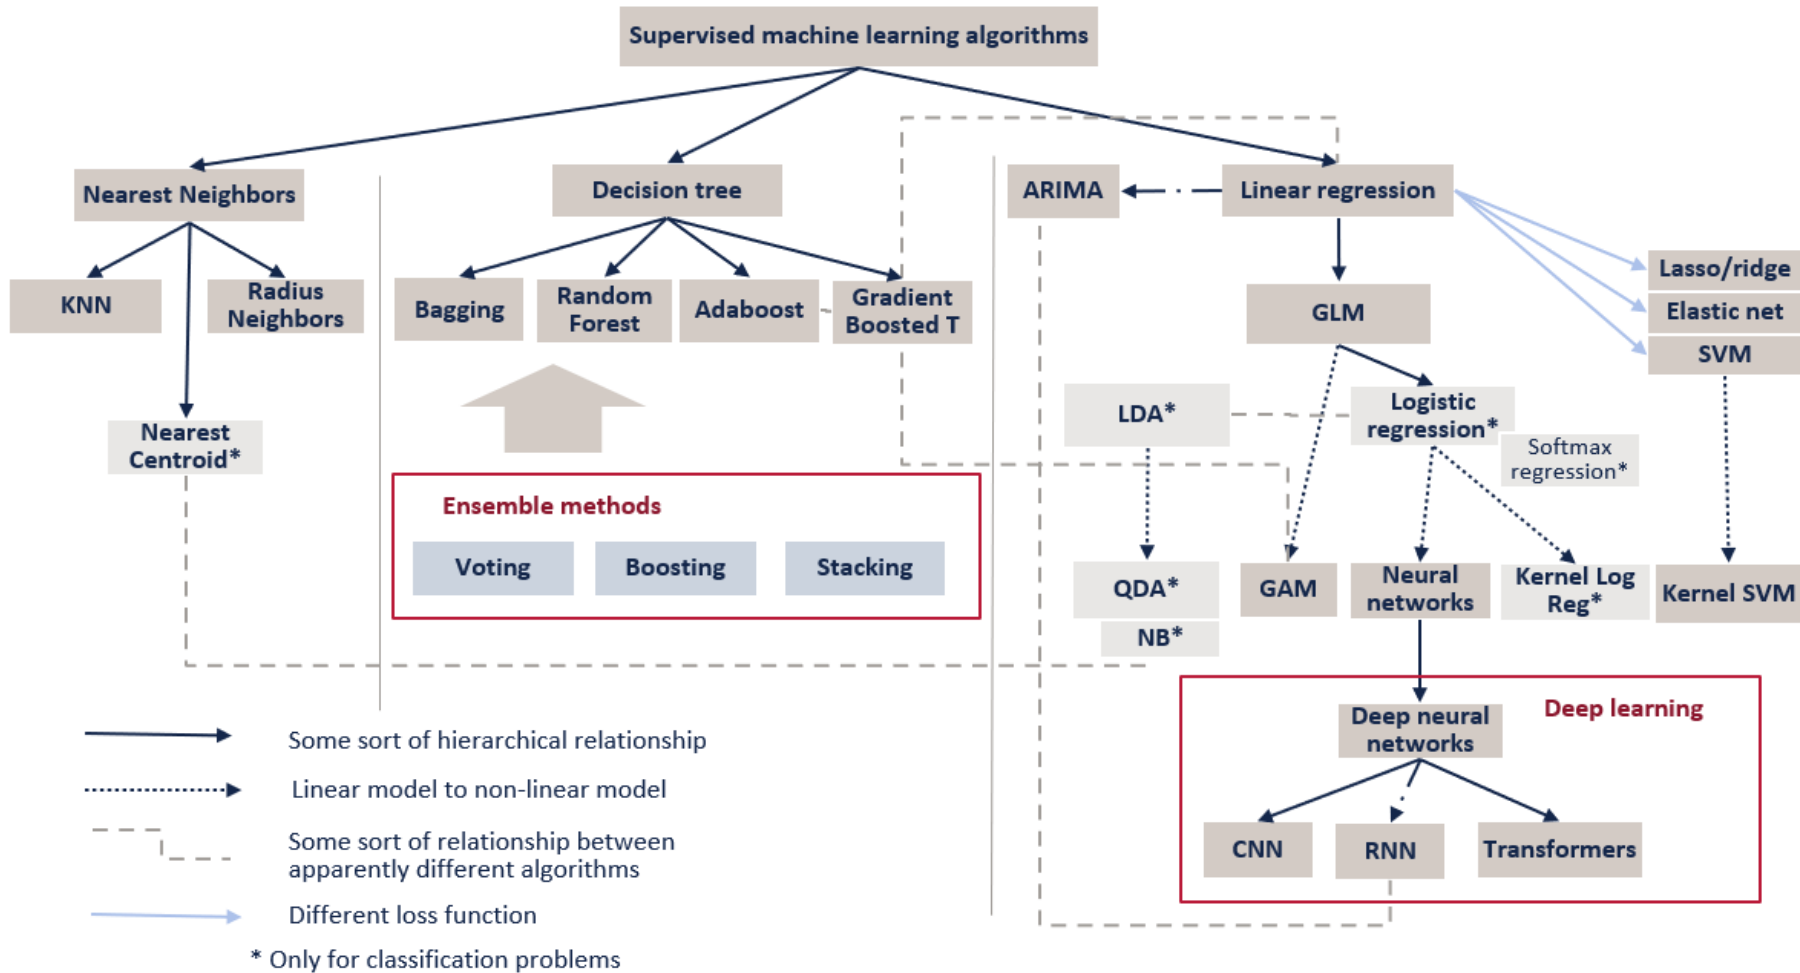 Supervised machine learning algorithms
Nearest Neighbors
Decision tree
ARIMA
Linear regression
KNN
Radius
Neighbors
Nearest
Centroid*
Bagging
Random
Forest
Adaboost
Gradient
Boosted T
Lasso/ridge
Elastic net
SVM
GLM
LDA*
Logistic
regression*
Softmax
regression*
Ensemble methods
Voting
Boosting
Stacking
QDA*
NB*
GAM
Neural
networks
Kernel Log
Reg*
Kernel SVM
Deep learning
Deep neural
networks
CNN
RNN
Transformers
Some sort of hierarchical relationship
Linear model to non-linear model
Some sort of relationship between
apparently different algorithms
Different loss function
* Only for classification problems